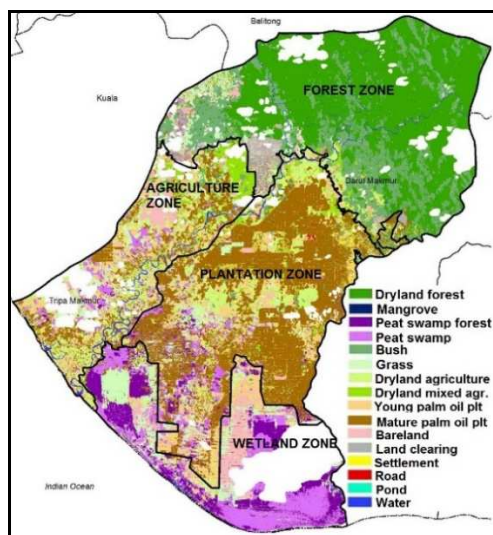 Balitong
Kuala
FOREST ZONE
AGRICULTURE
ZONE
Darul Makmur
PLANTATION ZONE
Tripa Makmur
Dryland forest
Mangrove
Peat swamp forest
Peat swamp
Bush
Grass
Dryland agriculture
Dryland mixed agr.
Young palm oil plt
Mature palm oil plt
Bareland
Land clearing
Settlement
Road
Pond
Water
WETLAND ZONE
Indian Ocean